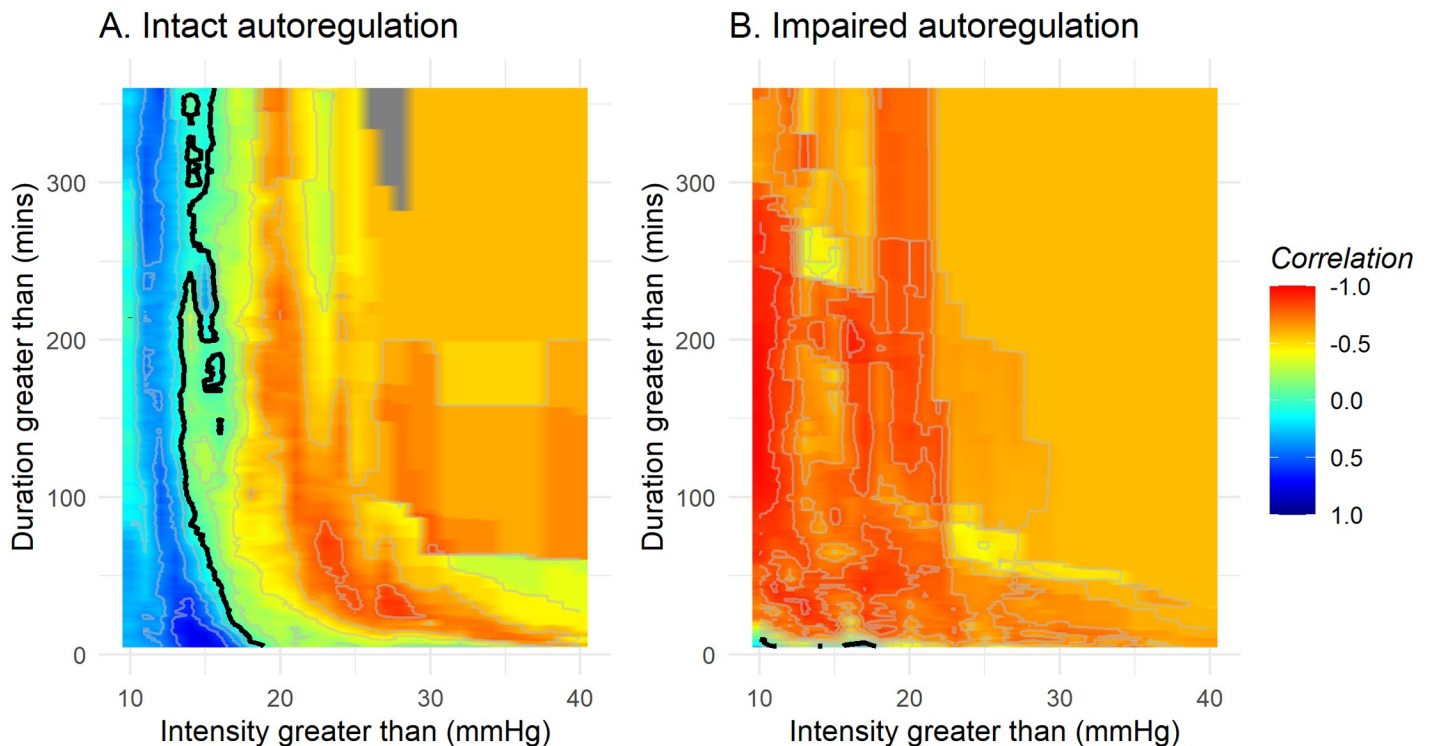 A. Intact autoregulation
B. Impaired autoregulation
Duration greater than (mins)
300
200
100
0
10 20 30 40
Intensity greater than (mmHg)
Duration greater than (mins)
300
200
100
0
10 20 30 40
Intensity greater than (mmHg)
Correlation
-1.0
-0.5
0.0
0.5
1.0